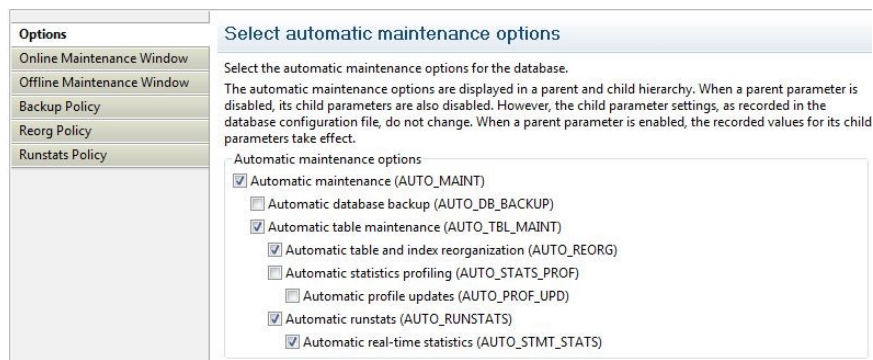 Options
Online Maintenance Window
Offline Maintenance Window
Backup Policy
Reorg Policy
Runstats Policy
Select automatic maintenance options
Select the automatic maintenance options for the database.
The automatic maintenance options are displayed in a parent and child hierarchy. When a parent parameter is
disabled, its child parameters are also disabled. However, the child parameter settings, as recorded in the
database configuration file, do not change. When a parent parameter is enabled, the recorded values for its child
parameters take effect.
Automatic maintenance options
Automatic maintenance (AUTO_MAINT)
Automatic database backup (AUTO_DB_BACKUP)
Automatic table maintenance (AUTO_TBL_MAINT)
Automatic table and index reorganization (AUTO_REORG)
Automatic statistics profiling (AUTO_STATS_PROF)
Automatic profile updates (AUTO_PROF_UPD)
Automatic runstats (AUTO_RUNSTATS)
Automatic real-time statistics (AUTO_STMT_STATS)